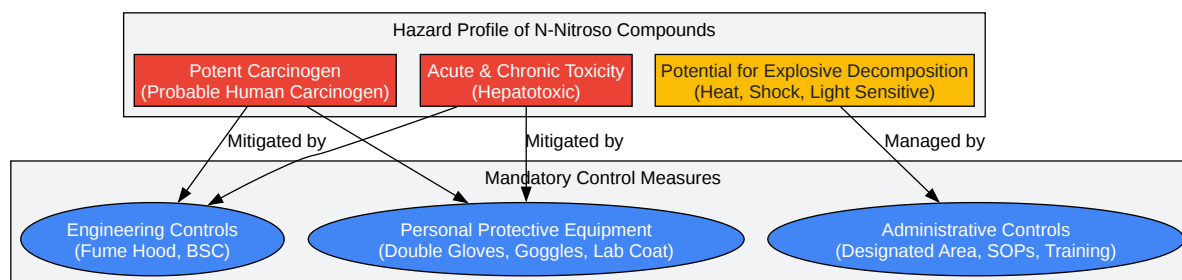 Hazard Profile of N-Nitroso Compounds
Potent Carcinogen
(Probable Human Carcinogen)
Acute & Chronic Toxicity
(Hepatotoxic)
Potential for Explosive Decomposition
(Heat, Shock, Light Sensitive)
Mitigated by
Mitigated by
Managed by
Mandatory Control Measures
Engineering Controls
(Fume Hood, BSC)
Personal Protective Equipment
(Double Gloves, Goggles, Lab Coat)
Administrative Controls
(Designated Area, SOPs, Training)